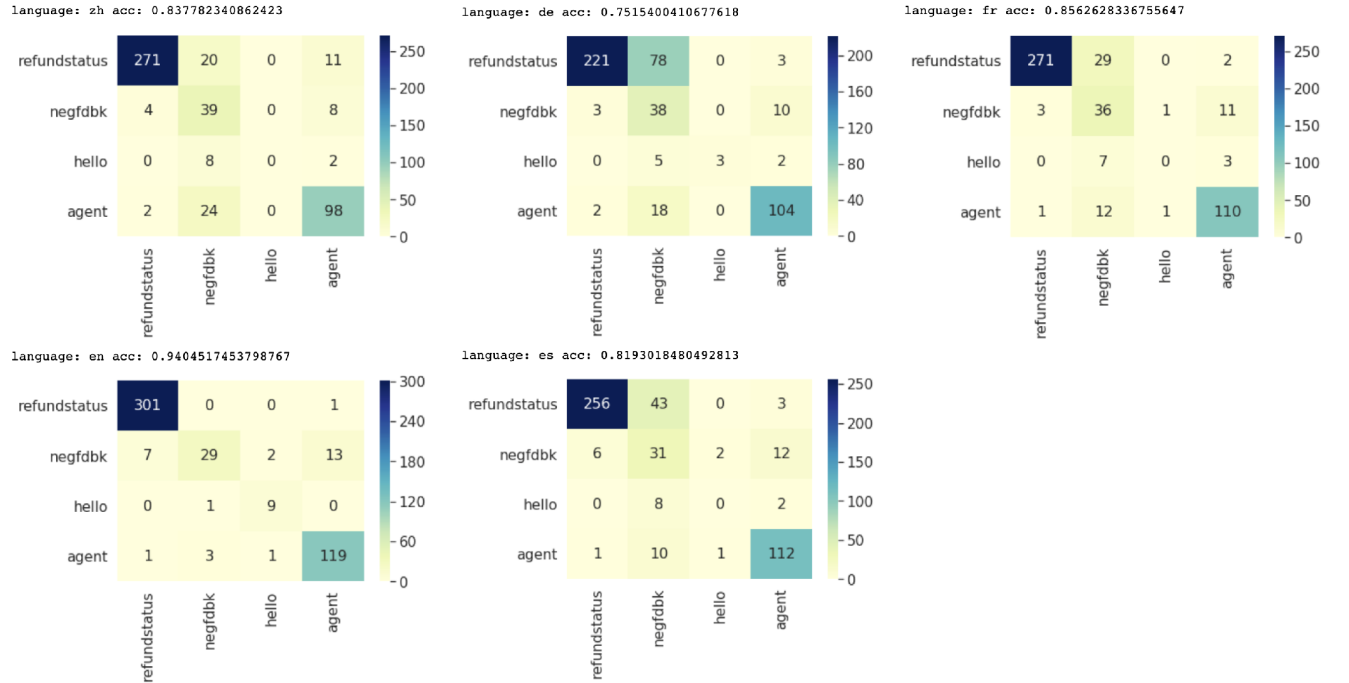 language: zh acc: 0.837782340862423
refundstatus 271 20 0 11
negfdbk 4 39 0 8
hello 0 8 0 2
agent 2 24 0 98
refundstatus negfdbk hello agent
250
200
150
100
50
0
language: de acc: 0.7515400410677618
221 78 0 3
3 38 0 10
0 5 3 2
2 18 0 104
refundstatus negfdbk hello agent
200
160
120
80
40
0
language: fr acc: 0.8562628336755647
refundstatus 271 29 0 2
negfdbk 3 36 1 11
hello 0 7 0 3
agent 1 12 1 110
refundstatus negfdbk hello agent
250
200
150
100
50
0
language: en acc: 0.9404517453798767
refundstatus 301 0 0 1
negfdbk 7 29 2 13
hello 0 1 9 0
agent 1 3 1 119
refundstatus negfdbk hello agent
300
240
180
120
60
0
language: es acc: 0.8193018480492813
refundstatus 256 43 0 3
negfdbk 6 31 2 12
hello 0 8 0 2
agent 1 10 1 112
refundstatus negfdbk hello agent
250
200
150
100
50
0